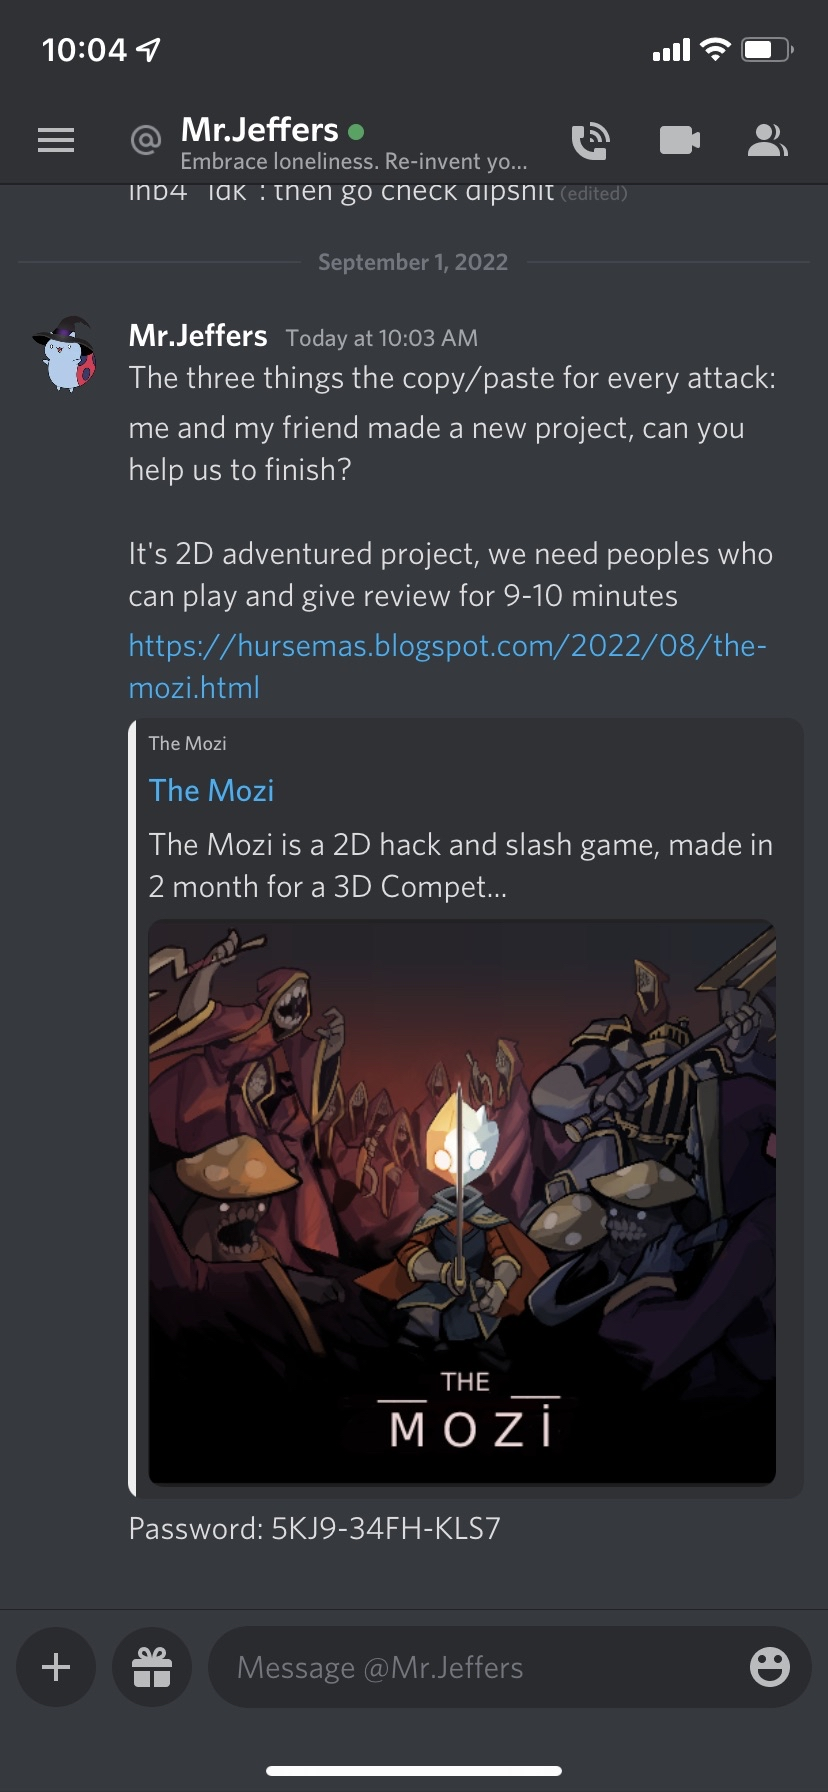 10:04
Mr.Jeffers
Embrace loneliness. Re-invent yo...
inb4 "idk": then go check dipshit (edited)
September 1, 2022
Mr.Jeffers Today at 10:03 AM
The three things the copy/paste for every attack:
me and my friend made a new project, can you
help us to finish?
It's 2D adventured project, we need peoples who
can play and give review for 9-10 minutes
https://hursemas.blogspot.com/2022/08/the-
mozi.html
The Mozi
The Mozi
The Mozi is a 2D hack and slash game, made in
2 month for a 3D Compet...
THE
MOZİ
Password: 5KJ9-34FH-KLS7
Message @Mr.Jeffers